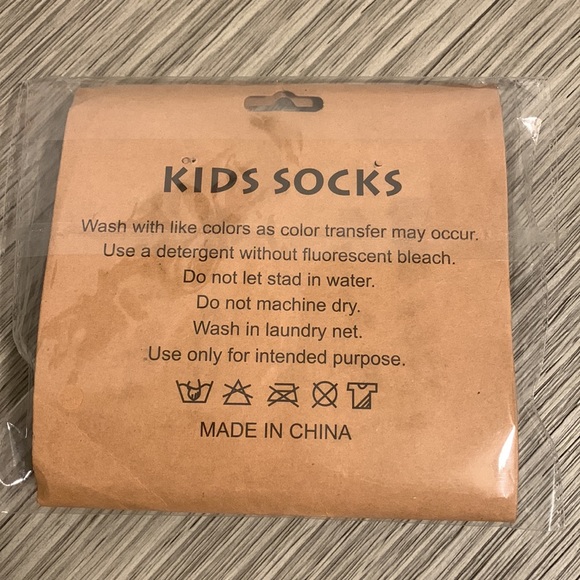 KIDS SOCKS
Wash with like colors as color transfer may occur.
Use a detergent without fluorescent bleach.
Do not let stad in water.
Do not machine dry.
Wash in laundry net.
Use only for intended purpose.
MADE IN CHINA